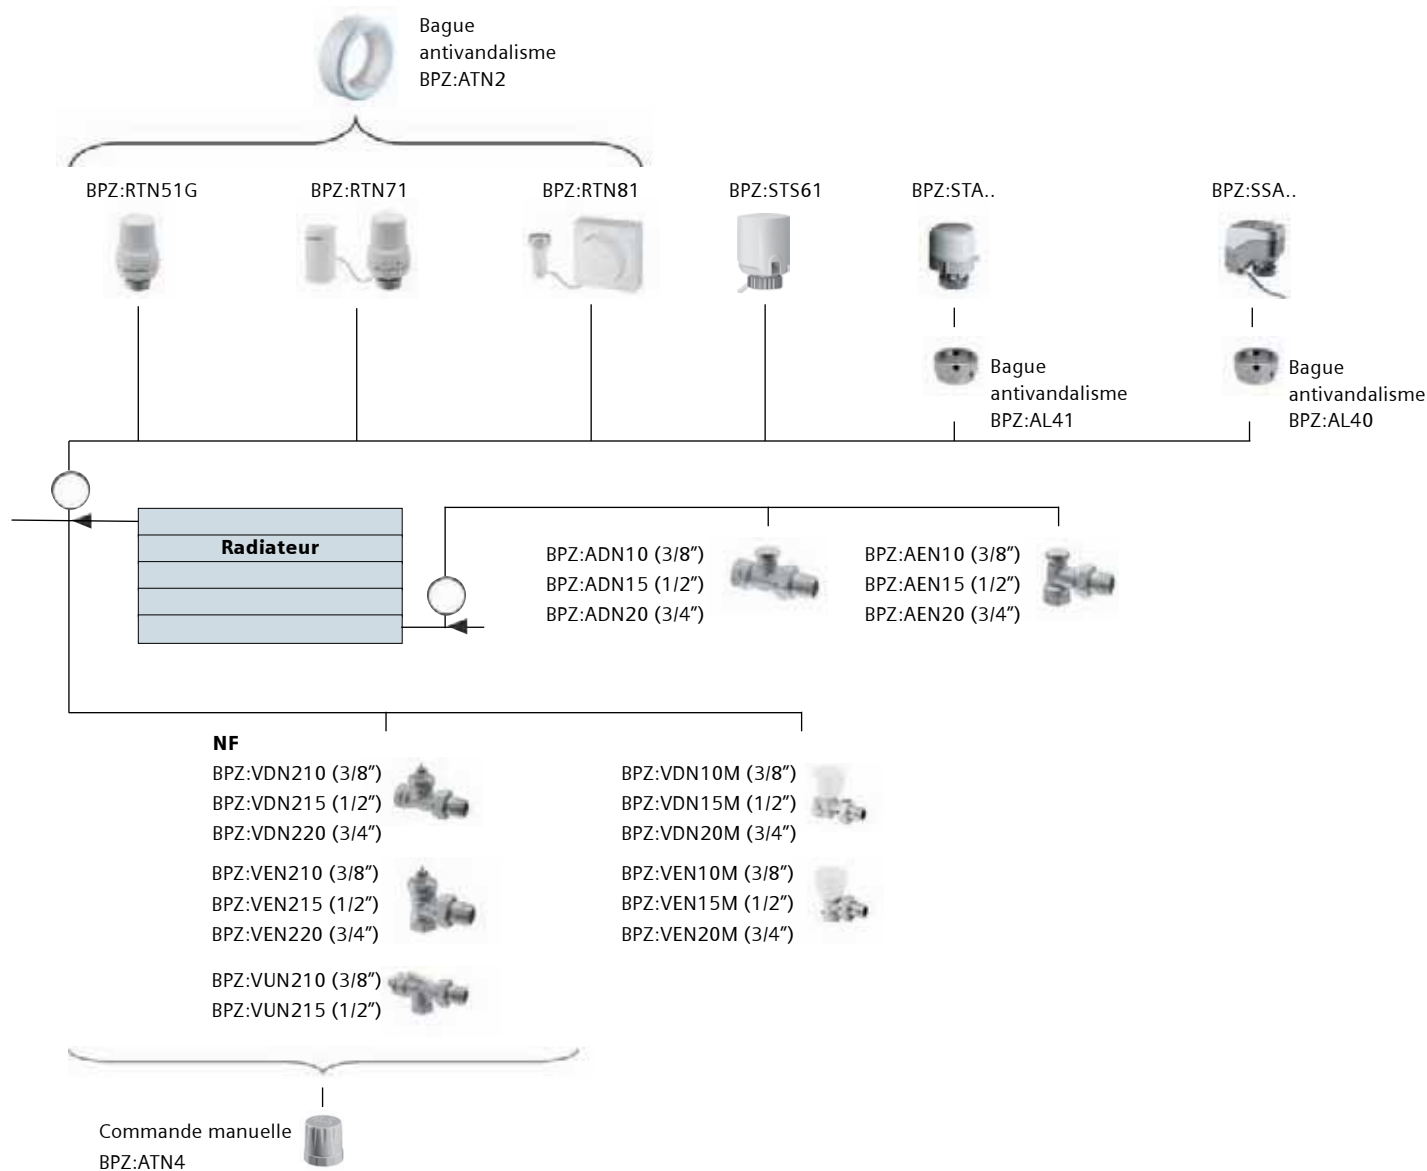 Bague
antivandalisme
BPZ:ATN2
BPZ:RTN51G
BPZ:RTN71
BPZ:RTN81
BPZ:STS61
BPZ:STA..
BPZ:SSA..
Bague
antivandalisme
BPZ:AL41
Bague
antivandalisme
BPZ:AL40
Radiateur
BPZ:ADN10 (3/8”)
BPZ:ADN15 (1/2”)
BPZ:ADN20 (3/4”)
BPZ:AEN10 (3/8”)
BPZ:AEN15 (1/2”)
BPZ:AEN20 (3/4”)
NF
BPZ:VDN210 (3/8”)
BPZ:VDN215 (1/2”)
BPZ:VDN220 (3/4”)
BPZ:VEN210 (3/8”)
BPZ:VEN215 (1/2”)
BPZ:VEN220 (3/4”)
BPZ:VUN210 (3/8”)
BPZ:VUN215 (1/2”)
BPZ:VDN10M (3/8”)
BPZ:VDN15M (1/2”)
BPZ:VDN20M (3/4”)
BPZ:VEN10M (3/8”)
BPZ:VEN15M (1/2”)
BPZ:VEN20M (3/4”)
Commande manuelle
BPZ:ATN4